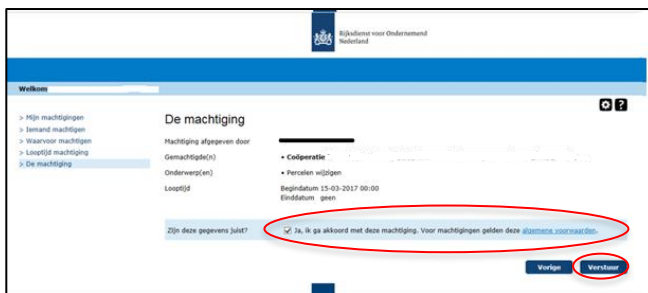 Rijksdienst voor Ondernemend
Nederland
Welkom
> Mijn machtigingen
> Iemand machtigen
> Waarvoor machtigen
> Looptijd machtiging
> De machtiging
?
De machtiging
Machtiging afgegeven door
Gemachtigde(n) • Coöperatie
Onderwerp(en) • Percelen wijzigen
Looptijd Begindatum 15-03-2017 00:00
Einddatum geen
Zijn deze gegevens juist? Ja, ik ga akkoord met deze machtiging. Voor machtigingen gelden deze algemene voorwaarden.
Vorige Verstuur